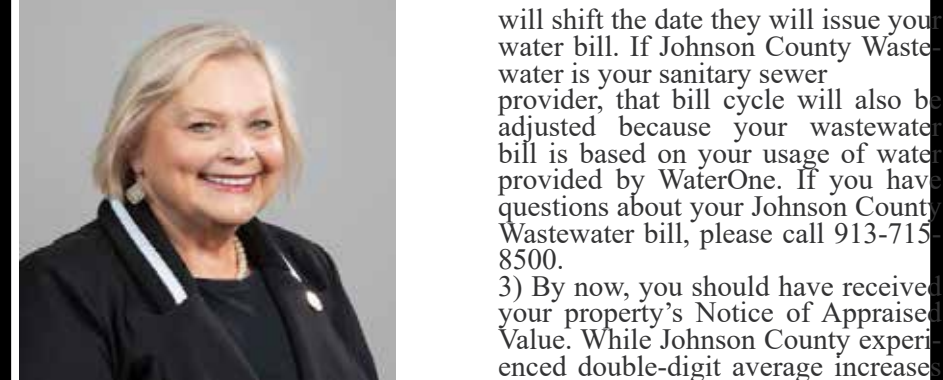 will shift the date they will issue your
water bill. If Johnson County Waste-
water is your sanitary sewer
provider, that bill cycle will also be
adjusted because your wastewater
bill is based on your usage of water
provided by WaterOne. If you have
questions about your Johnson County
Wastewater bill, please call 913-715-
8500.
3) By now, you should have received
your property’s Notice of Appraised
Value. While Johnson County experi-
enced double-digit average increases